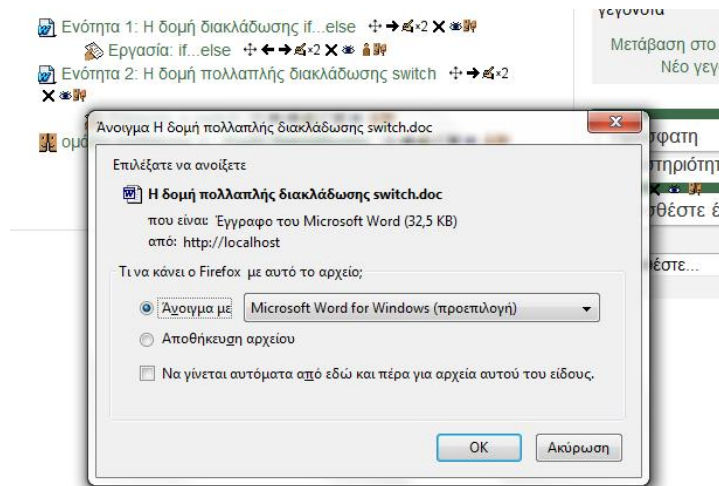 Ενότητα 1: Η δομή διακλάδωσης if...else ×2
Εργασία: if...else ×2
Ενότητα 2: Η δομή πολλαπλής διακλάδωσης switch ×2
γεγονότα
Μετάβαση στο
Νέο γεγ
Άνοιγμα Η δομή πολλαπλής διακλάδωσης switch.doc
Επιλέξατε να ανοίξετε
Η δομή πολλαπλής διακλάδωσης switch.doc
που είναι: Έγγραφο του Microsoft Word (32,5 KB)
από: http://localhost
Τι να κάνει ο Firefox με αυτό το αρχείο;
Άνοιγμα με Microsoft Word for Windows (προεπιλογή)
Αποθήκευση αρχείου
Να γίνεται αυτόματα από εδώ και πέρα για αρχεία αυτού του είδους.
OK Ακύρωση